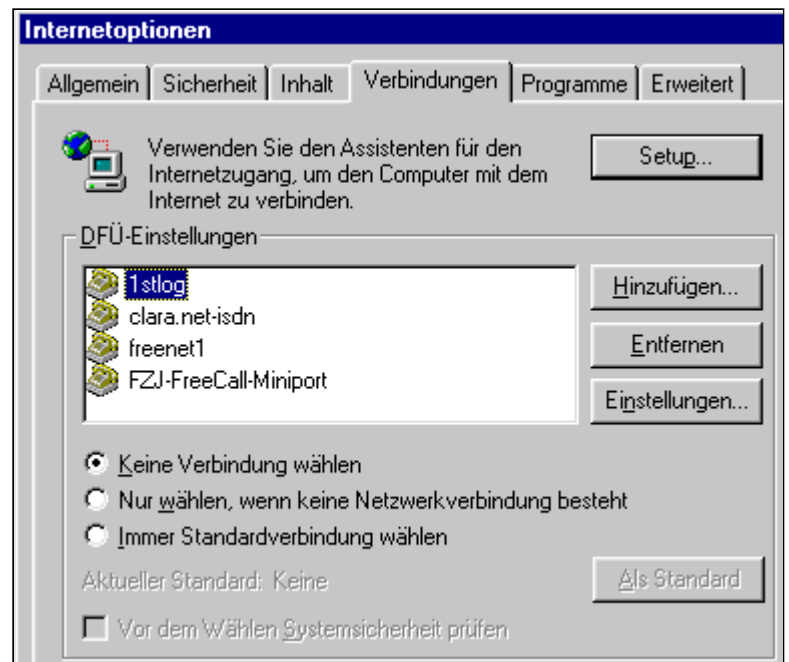 Internetoptionen
Allgemein Sicherheit Inhalt Verbindungen Programme Erweitert
Verwenden Sie den Assistenten für den
Internetzugang, um den Computer mit dem
Internet zu verbinden.
Setup...
DFÜ-Einstellungen
1stlog
clara.net-isdn
freenet1
FZJ-FreeCall-Miniport
Hinzufügen...
Entfernen
Einstellungen...
Keine Verbindung wählen
Nur wählen, wenn keine Netzwerkverbindung besteht
Immer Standardverbindung wählen
Aktueller Standard: Keine
Als Standard
Vor dem Wählen Systemsicherheit prüfen